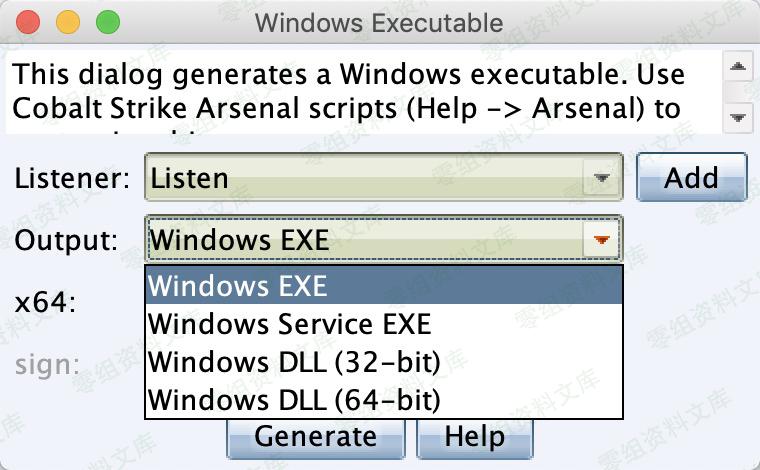 Windows Executable
This dialog generates a Windows executable. Use
Cobalt Strike Arsenal scripts (Help -> Arsenal) to
Listener: Listen Add
Output: Windows EXE
Windows EXE
x64:
Windows Service EXE
Windows DLL (32-bit)
sign:
Windows DLL (64-bit)
Generate Help
零组资料文库